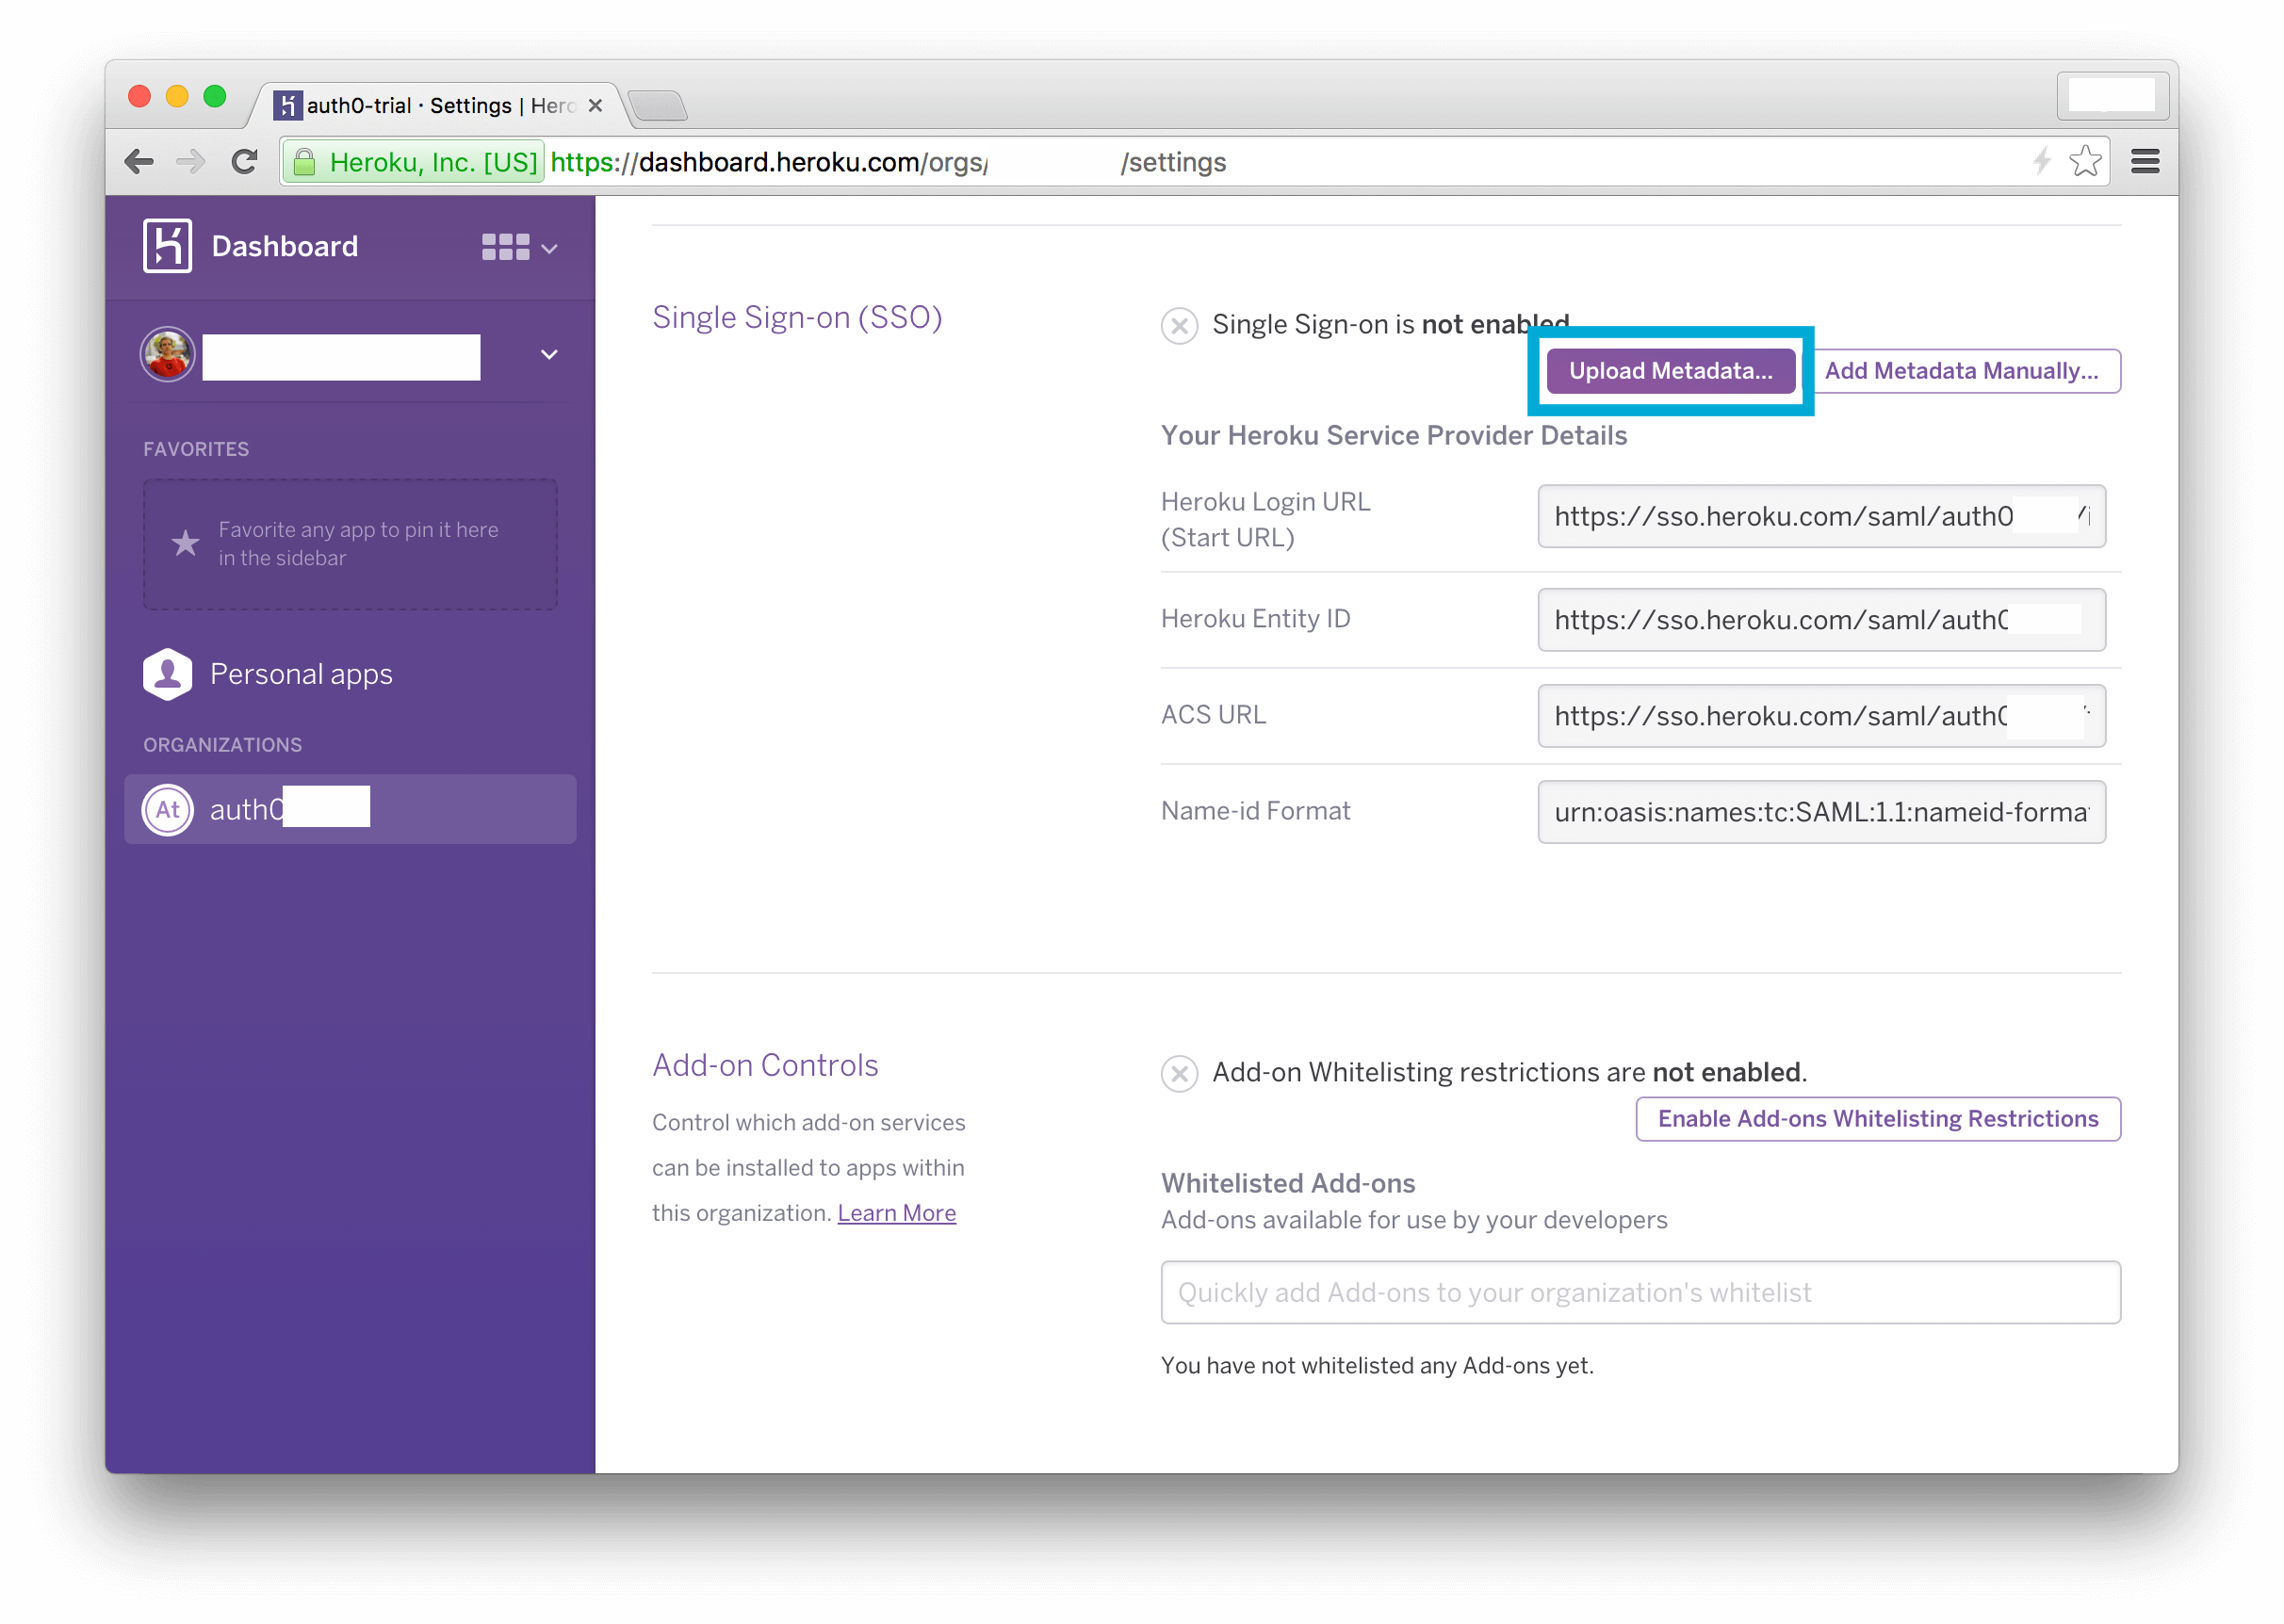 auth0-trial · Settings | Hero
Heroku, Inc. [US] https://dashboard.heroku.com/orgs/ /settings
Dashboard
FAVORITES
Favorite any app to pin it here
in the sidebar
Personal apps
ORGANIZATIONS
At auth0
Single Sign-on (SSO)
Single Sign-on is not enabled
Upload Metadata...
Add Metadata Manually...
Your Heroku Service Provider Details
Heroku Login URL
(Start URL)
https://sso.heroku.com/saml/auth0 /i
Heroku Entity ID
https://sso.heroku.com/saml/auth0
ACS URL
https://sso.heroku.com/saml/auth0
Name-id Format
urn:oasis:names:tc:SAML:1.1:nameid-format
Add-on Controls
Control which add-on services
can be installed to apps within
this organization. Learn More
Add-on Whitelisting restrictions are not enabled.
Enable Add-ons Whitelisting Restrictions
Whitelisted Add-ons
Add-ons available for use by your developers
Quickly add Add-ons to your organization's whitelist
You have not whitelisted any Add-ons yet.